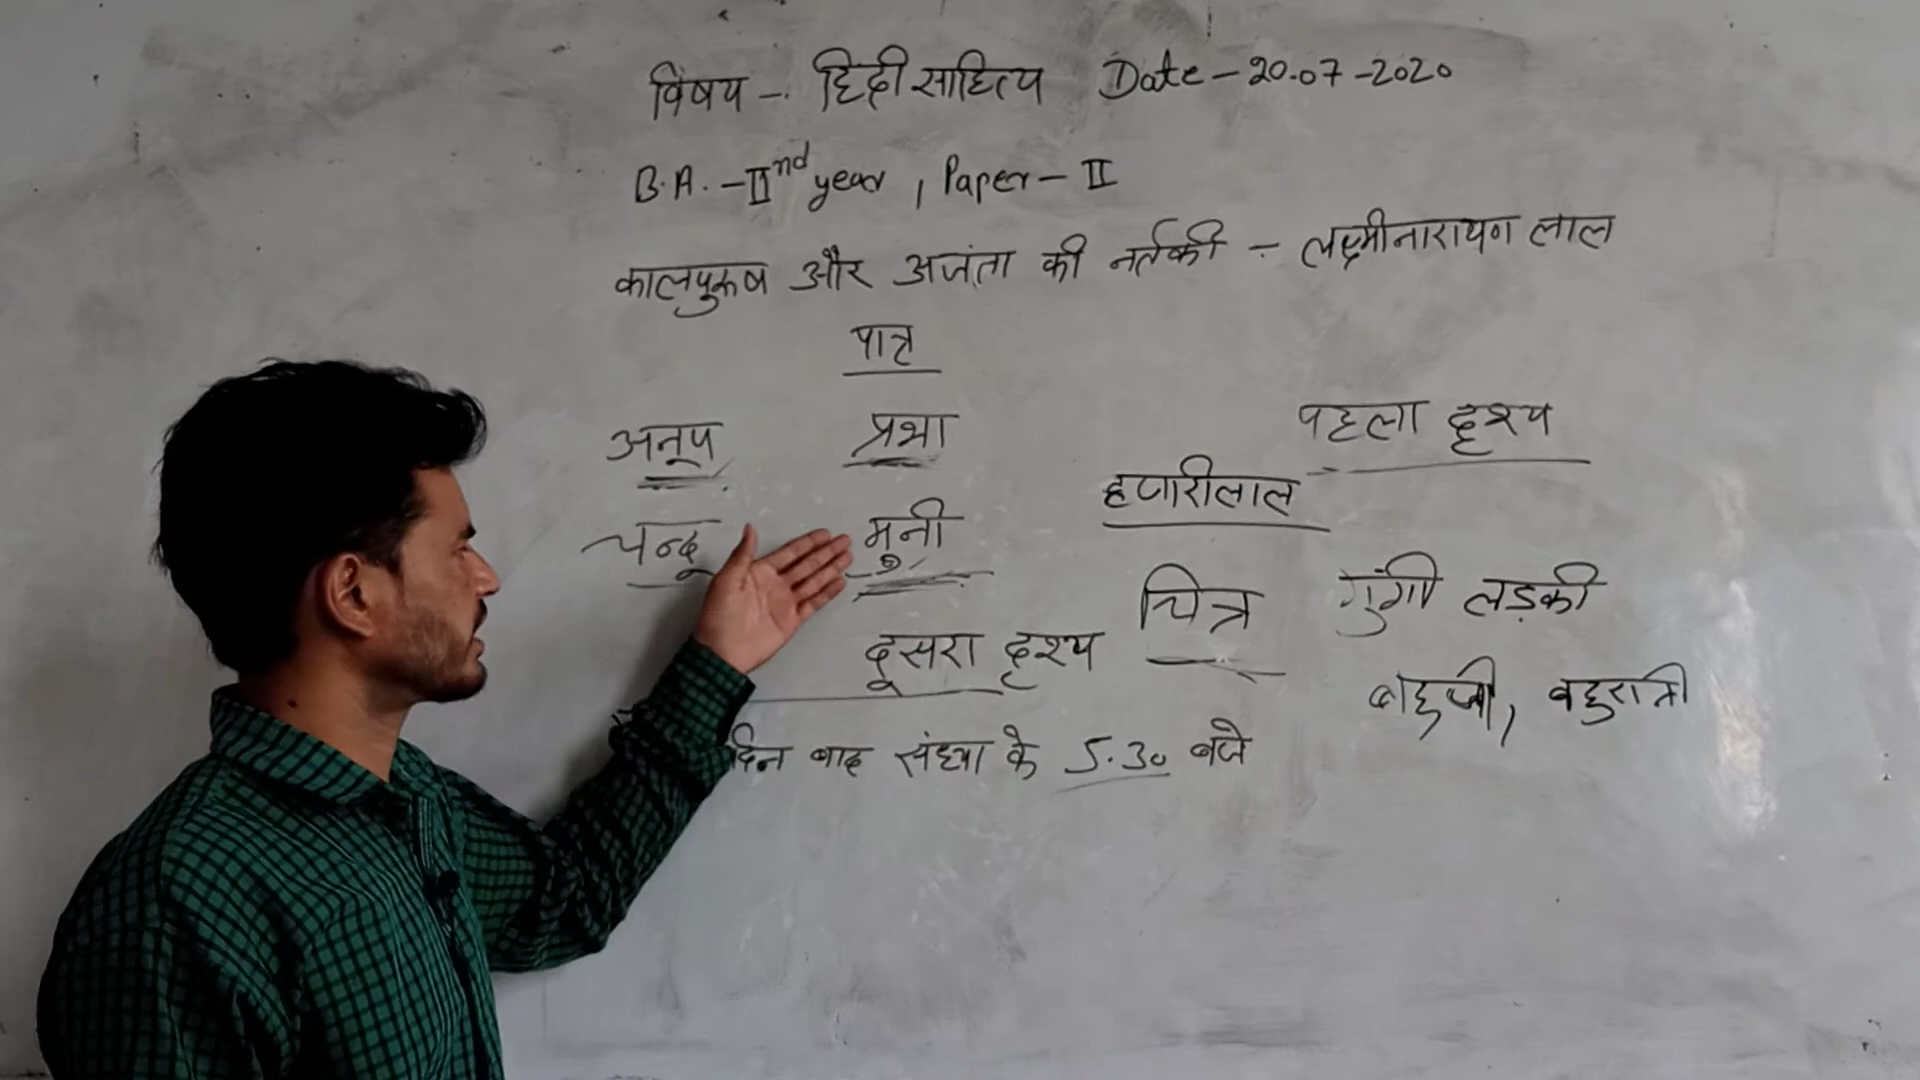 विषय -. हिंदी साहित्य Date - 20.07-2020
B.A. - IInd year, Paper - II
कालपुरूष और अजंता की नर्तकी - लक्ष्मीनारायण लाल
पात्र
अनूप प्रभा पहला दृश्य
हजारीलाल
चन्दू मुनी
चित्र गुंगी लड़की
दूसरा दृश्य
बाहुजी,
दिन बाद संध्या के 5.30 बजे